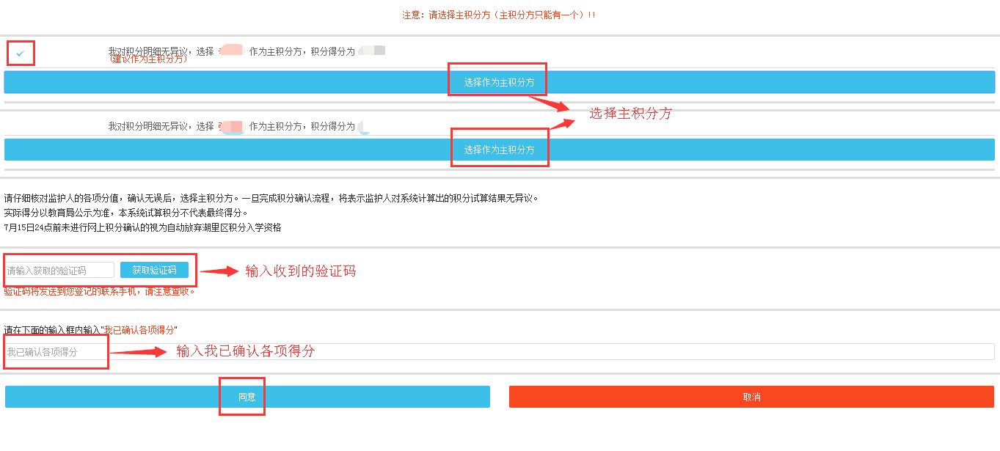 注意：请选择主积分方（主积分方只能有一个）!!
我对积分明细无异议，选择 作为主积分方，积分得分为
（建议作为主积分方）
选择作为主积分方
选择主积分方
我对积分明细无异议，选择 作为主积分方，积分得分为
选择作为主积分方
请仔细核对监护人的各项分值，确认无误后，选择主积分方。一旦完成积分确认流程，将表示监护人对系统计算出的积分试算结果无异议。
实际得分以教育局公示为准，本系统试算积分不代表最终得分。
7月15日24点前未进行网上积分确认的视为自动放弃湖里区积分入学资格
请输入获取的验证码 获取验证码 输入收到的验证码
验证码将发送到您登记的联系手机，请注意查收。
请在下面的输入框内输入"我已确认各项得分"
我已确认各项得分 输入我已确认各项得分
同意 取消